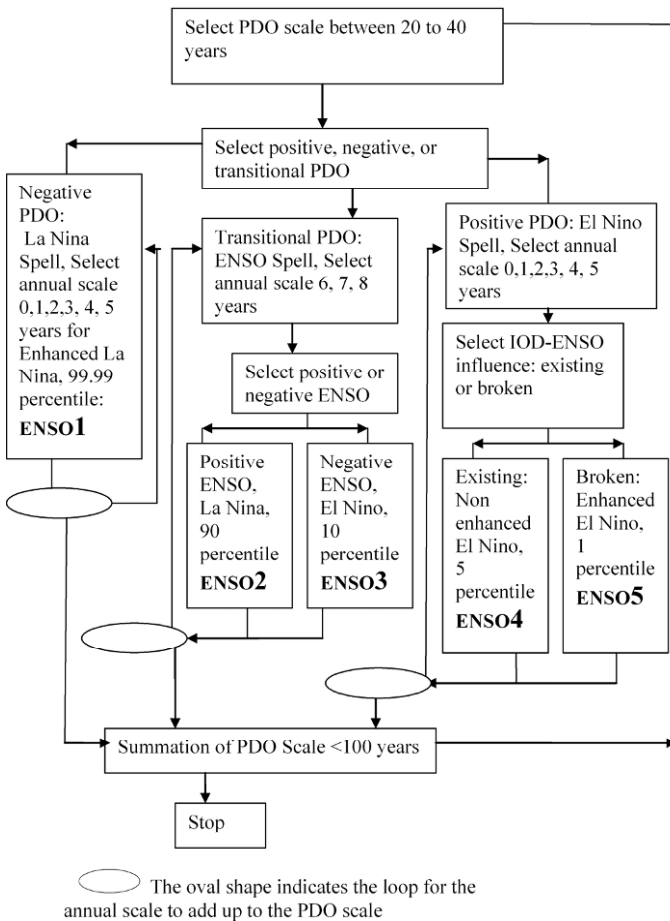 Select PDO scale between 20 to 40
years
Select positive, negative, or
transitional PDO
Negative
PDO:
La Nina
Spell, Select
annual scale
0,1,2,3, 4, 5
years for
Enhanced La
Nina, 99.99
percentile:
ENSO1
Transitional PDO:
ENSO Spell, Select
annual scale 6, 7, 8
years
Positive PDO: El Nino
Spell, Select annual
scale 0,1,2,3, 4, 5
years
Select positive or
negative ENSO
Select IOD-ENSO
influence: existing
or broken
Positive
ENSO,
La Nina,
90
percentile
ENSO2
Negative
ENSO,
El Nino,
10
percentile
ENSO3
Existing:
Non
enhanced
El Nino,
5
percentile
ENSO4
Broken:
Enhanced
El Nino,
1
percentile
ENSO5
Summation of PDO Scale <100 years
Stop
The oval shape indicates the loop for the
annual scale to add up to the PDO scale